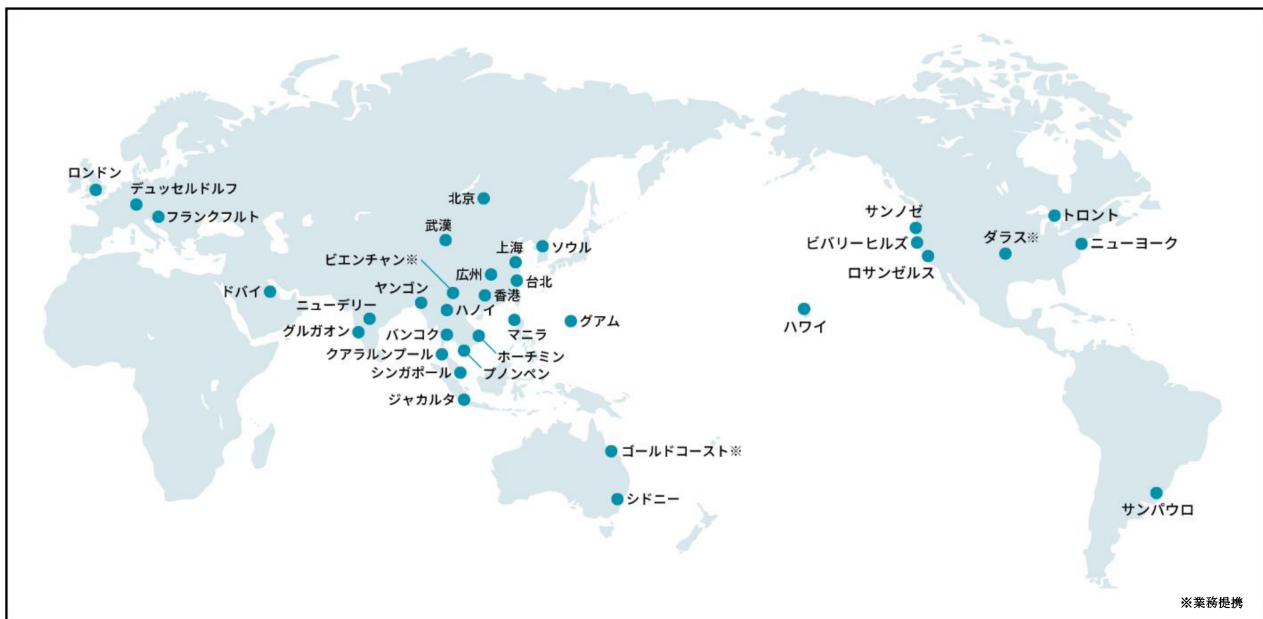 ロンドン
デュッセルドルフ
フランクフルト
北京
武漢
ソウル
上海
ビエンチャン※
広州
台北
ヤンゴン
香港
ドバイ
ニューデリー
ハノイ
グルガオン
バンコク
マニラ
グアム
クアラルンプール
ホーチミン
シンガポール
プノンペン
ジャカルタ
ゴールドコースト※
シドニー
ハワイ
サンノゼ
ビバリーヒルズ
ロサンゼルス
ダラス※
トロント
ニューヨーク
サンパウロ
※業務提携